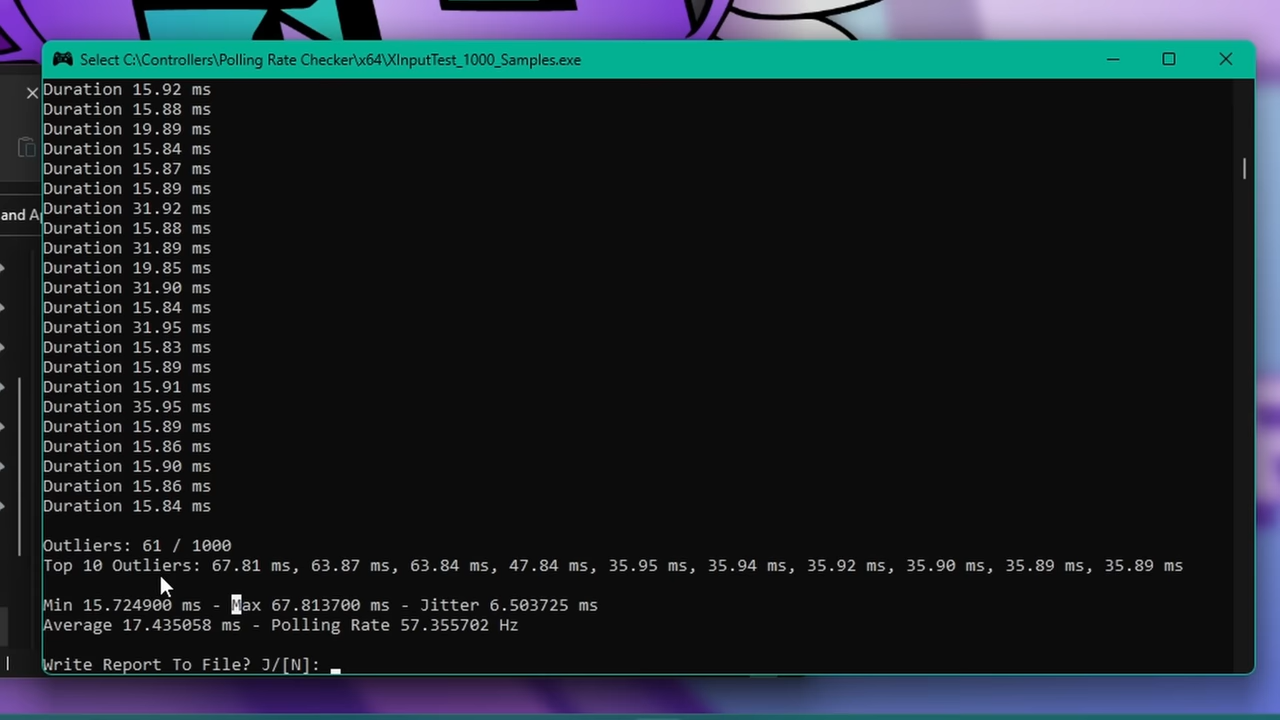 Select C:\Controllers\Polling Rate Checker\x64\XInputTest_1000_Samples.exe
Duration 15.92 ms
Duration 15.88 ms
Duration 19.89 ms
Duration 15.84 ms
Duration 15.87 ms
Duration 15.89 ms
Duration 31.92 ms
and A
Duration 15.88 ms
Duration 31.89 ms
Duration 19.85 ms
Duration 31.90 ms
Duration 15.84 ms
Duration 31.95 ms
Duration 15.83 ms
Duration 15.89 ms
Duration 15.91 ms
Duration 35.95 ms
Duration 15.89 ms
Duration 15.86 ms
Duration 15.90 ms
Duration 15.86 ms
Duration 15.84 ms
Outliers: 61 / 1000
Top 10 Outliers: 67.81 ms, 63.87 ms, 63.84 ms, 47.84 ms, 35.95 ms, 35.94 ms, 35.92 ms, 35.90 ms, 35.89 ms, 35.89 ms
Min 15.724900 ms - Max 67.813700 ms - Jitter 6.503725 ms
Average 17.435058 ms - Polling Rate 57.355702 Hz
Write Report To File? J/[N]: